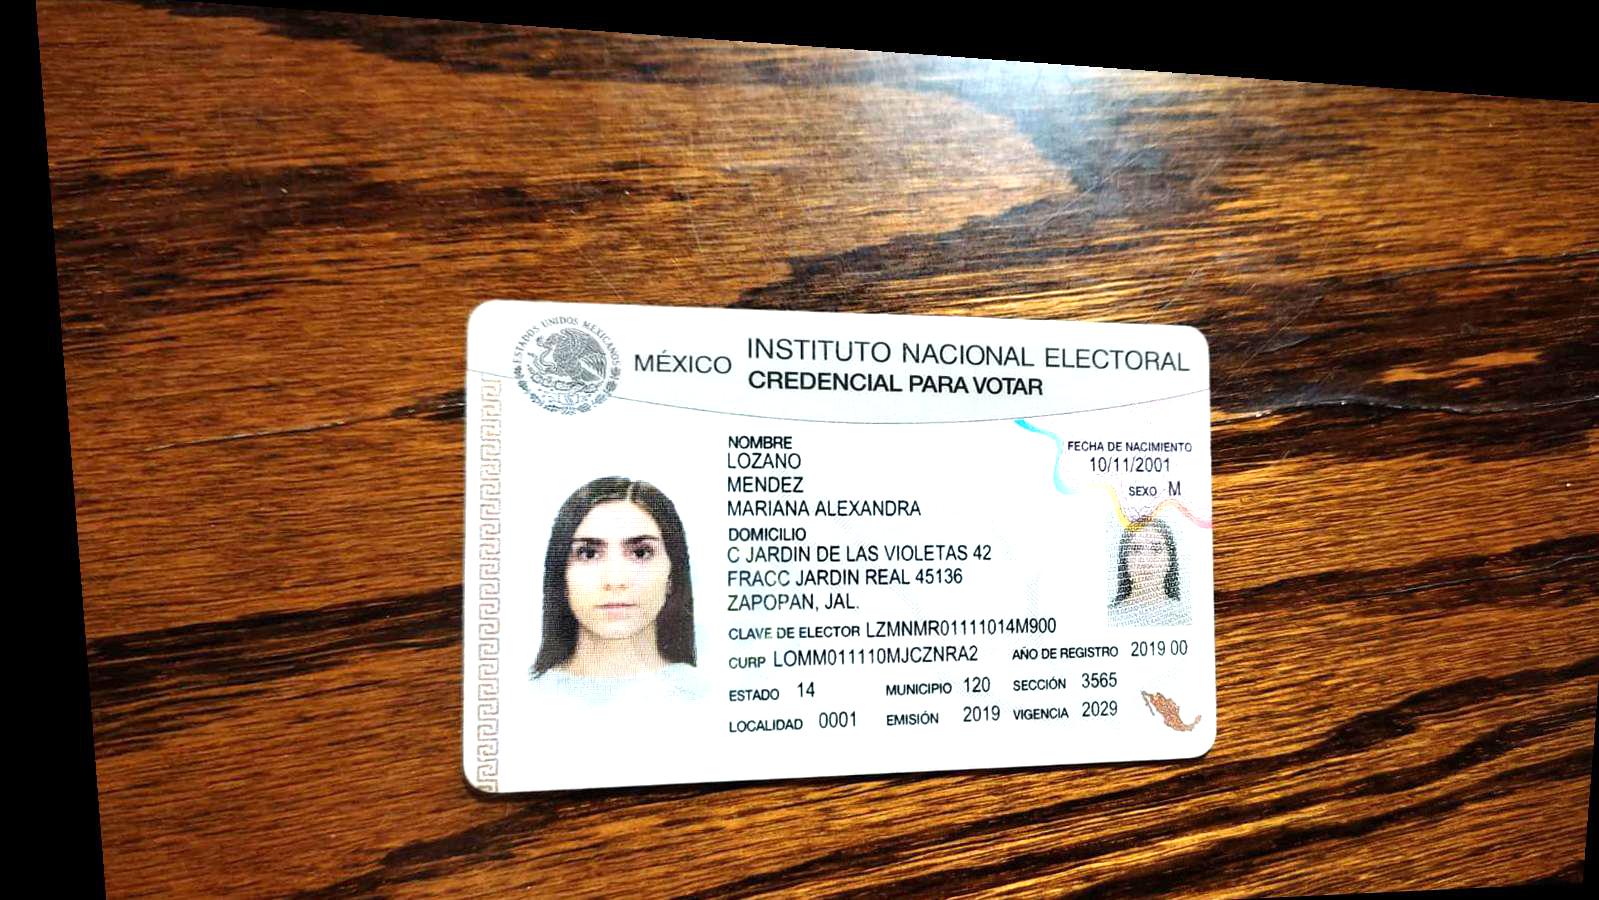 ESTADOS UNIDOS MEXICANOS
MÉXICO
INSTITUTO NACIONAL ELECTORAL
CREDENCIAL PARA VOTAR
NOMBRE
LOZANO
MENDEZ
MARIANA ALEXANDRA
FECHA DE NACIMIENTO
10/11/2001
SEXO M
DOMICILIO
C JARDIN DE LAS VIOLETAS 42
FRACC JARDIN REAL 45136
ZAPOPAN, JAL.
CLAVE DE ELECTOR LZMNMR01111014M900
CURP LOMM011110MJCZNRA2 AÑO DE REGISTRO 2019 00
ESTADO 14 MUNICIPIO 120 SECCIÓN 3565
LOCALIDAD 0001 EMISIÓN 2019 VIGENCIA 2029